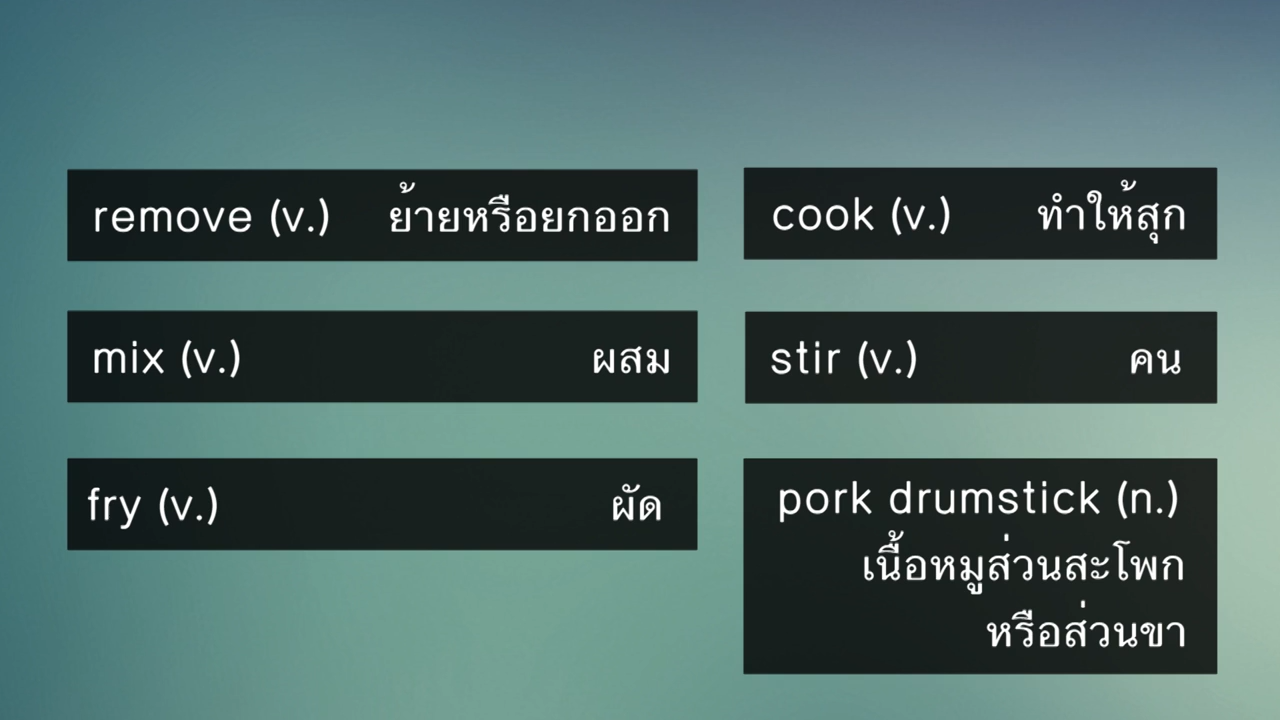 remove (v.) ย้ายหรือยกออก
cook (v.) ทำให้สุก
mix (v.) ผสม
stir (v.) คน
fry (v.) ผัด
pork drumstick (n.)
เนื้อหมูส่วนสะโพก
หรือส่วนขา